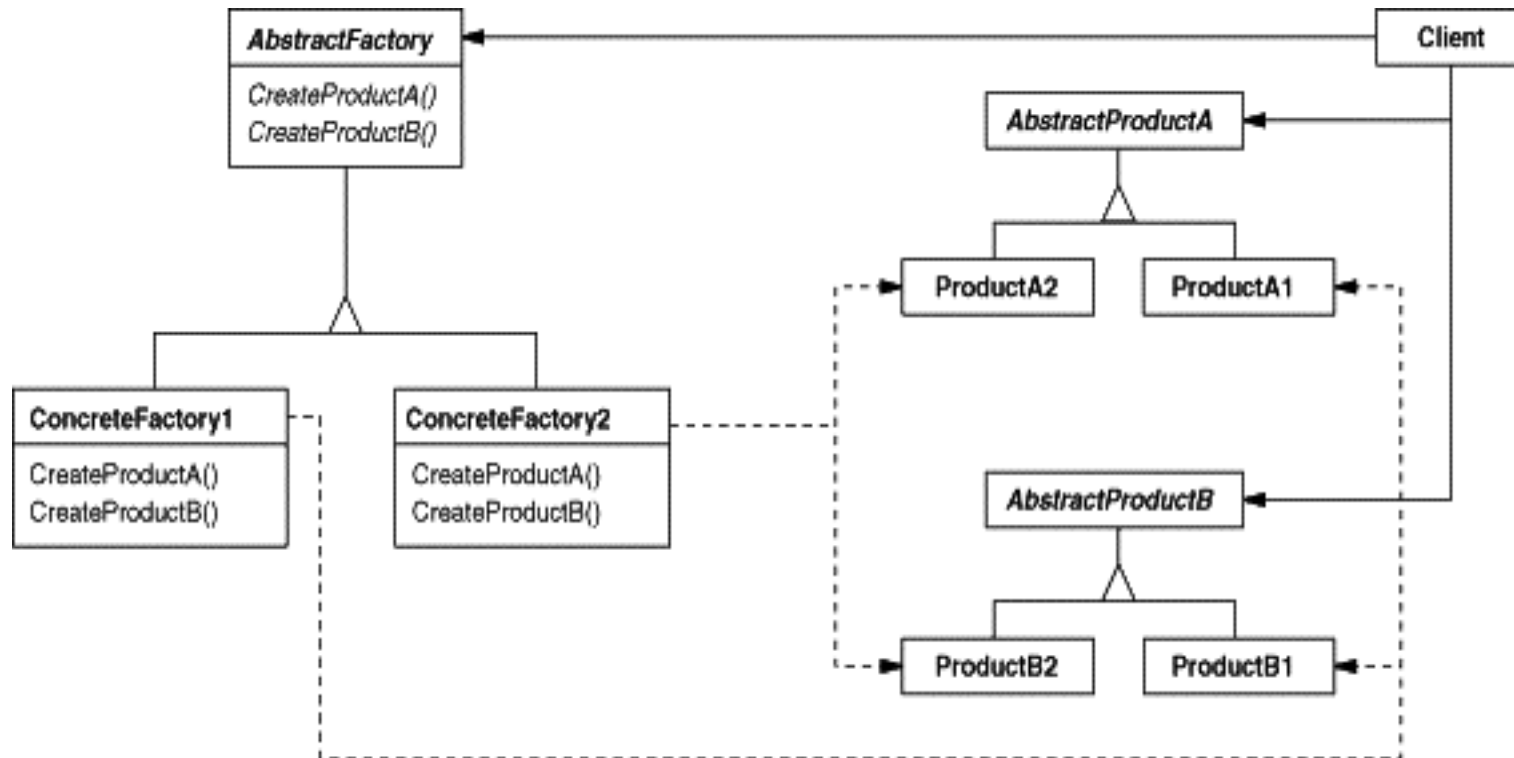 AbstractFactory
CreateProductA()
CreateProductB()
Client
AbstractProductA
ProductA2
ProductA1
ConcreteFactory1
CreateProductA()
CreateProductB()
ConcreteFactory2
CreateProductA()
CreateProductB()
AbstractProductB
ProductB2
ProductB1